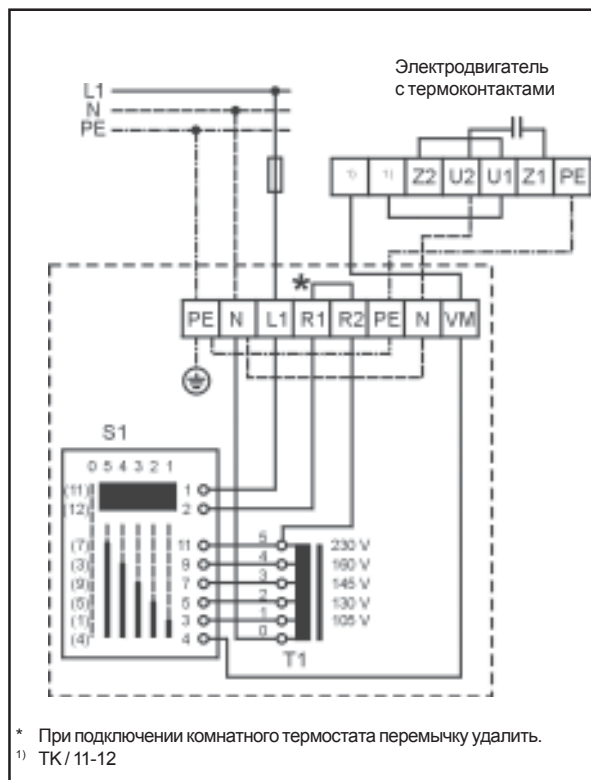 Электродвигатель
с термоконтактами
L1
N
PE
1) 1) Z2 U2 U1 Z1 PE
*
PE N L1 R1 R2 PE N VM
S1
0 5 4 3 2 1
(11) 1
(12) 2
(7) 11 5 230 V
(3) 9 4 160 V
(9) 7 3 145 V
(5) 5 2 130 V
(1) 3 1 105 V
(4) 4 0
T1
* При подключении комнатного термостата перемычку удалить.
1) TK / 11-12